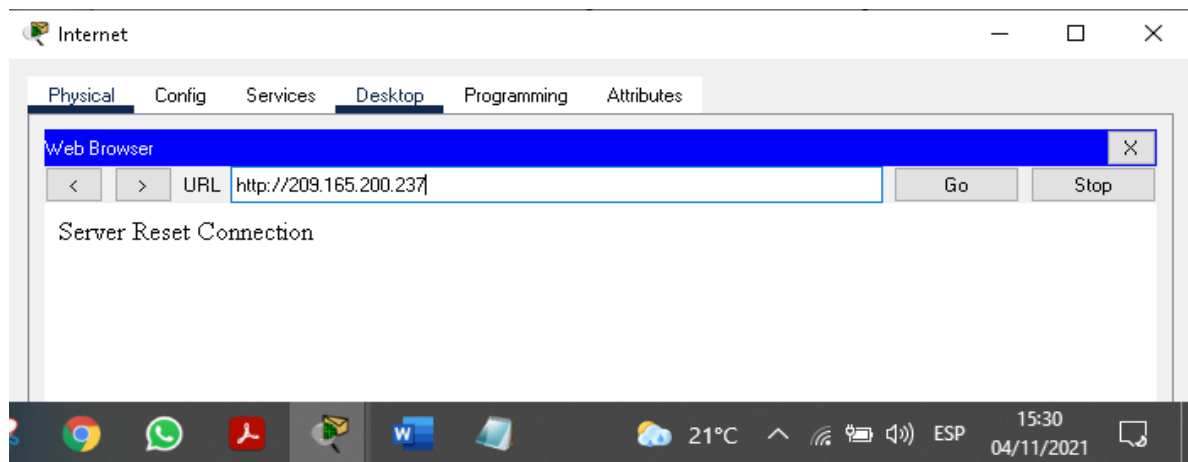 Internet
Physical Config Services Desktop Programming Attributes
Web Browser X
< > URL http://209.165.200.237 Go Stop
Server Reset Connection
W 21°C ESP 15:30
04/11/2021